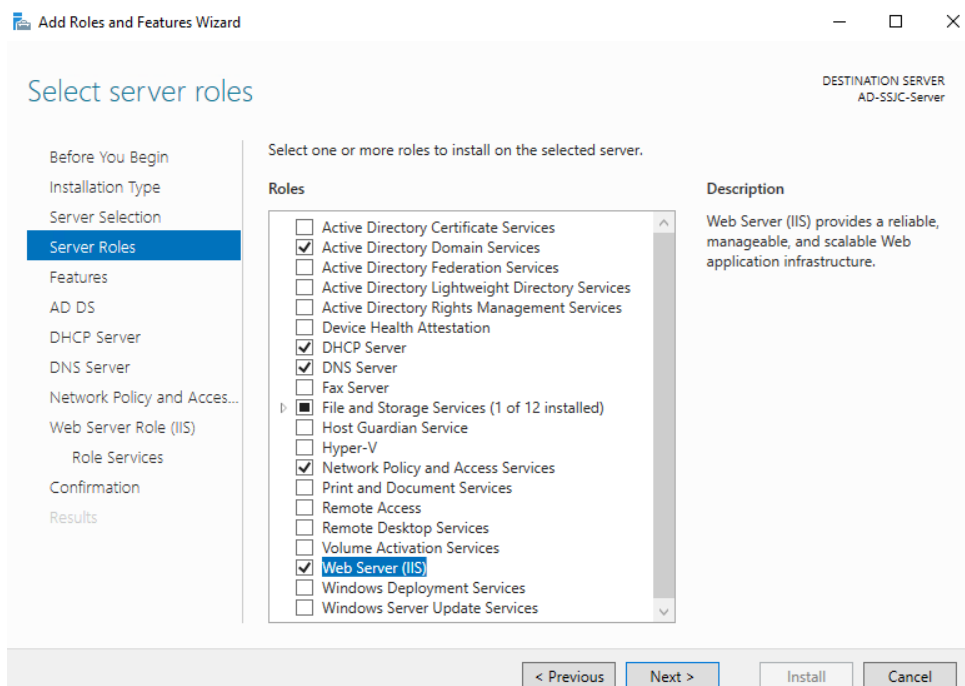 Add Roles and Features Wizard
Select server roles
DESTINATION SERVER
AD-SSJC-Server
Before You Begin
Installation Type
Server Selection
Server Roles
Features
AD DS
DHCP Server
DNS Server
Network Policy and Acces...
Web Server Role (IIS)
Role Services
Confirmation
Results
Select one or more roles to install on the selected server.
Roles
Active Directory Certificate Services
Active Directory Domain Services
Active Directory Federation Services
Active Directory Lightweight Directory Services
Active Directory Rights Management Services
Device Health Attestation
DHCP Server
DNS Server
Fax Server
File and Storage Services (1 of 12 installed)
Host Guardian Service
Hyper-V
Network Policy and Access Services
Print and Document Services
Remote Access
Remote Desktop Services
Volume Activation Services
Web Server (IIS)
Windows Deployment Services
Windows Server Update Services
Description
Web Server (IIS) provides a reliable,
manageable, and scalable Web
application infrastructure.
< Previous
Next >
Install
Cancel